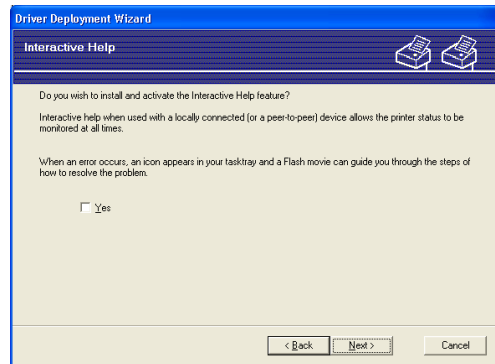 Driver Deployment Wizard
Interactive Help
Do you wish to install and activate the Interactive Help feature?
Interactive help when used with a locally connected (or a peer-to-peer) device allows the printer status to be
monitored at all times.
When an error occurs, an icon appears in your tasktray and a Flash movie can guide you through the steps of
how to resolve the problem.
Yes
< Back Next > Cancel